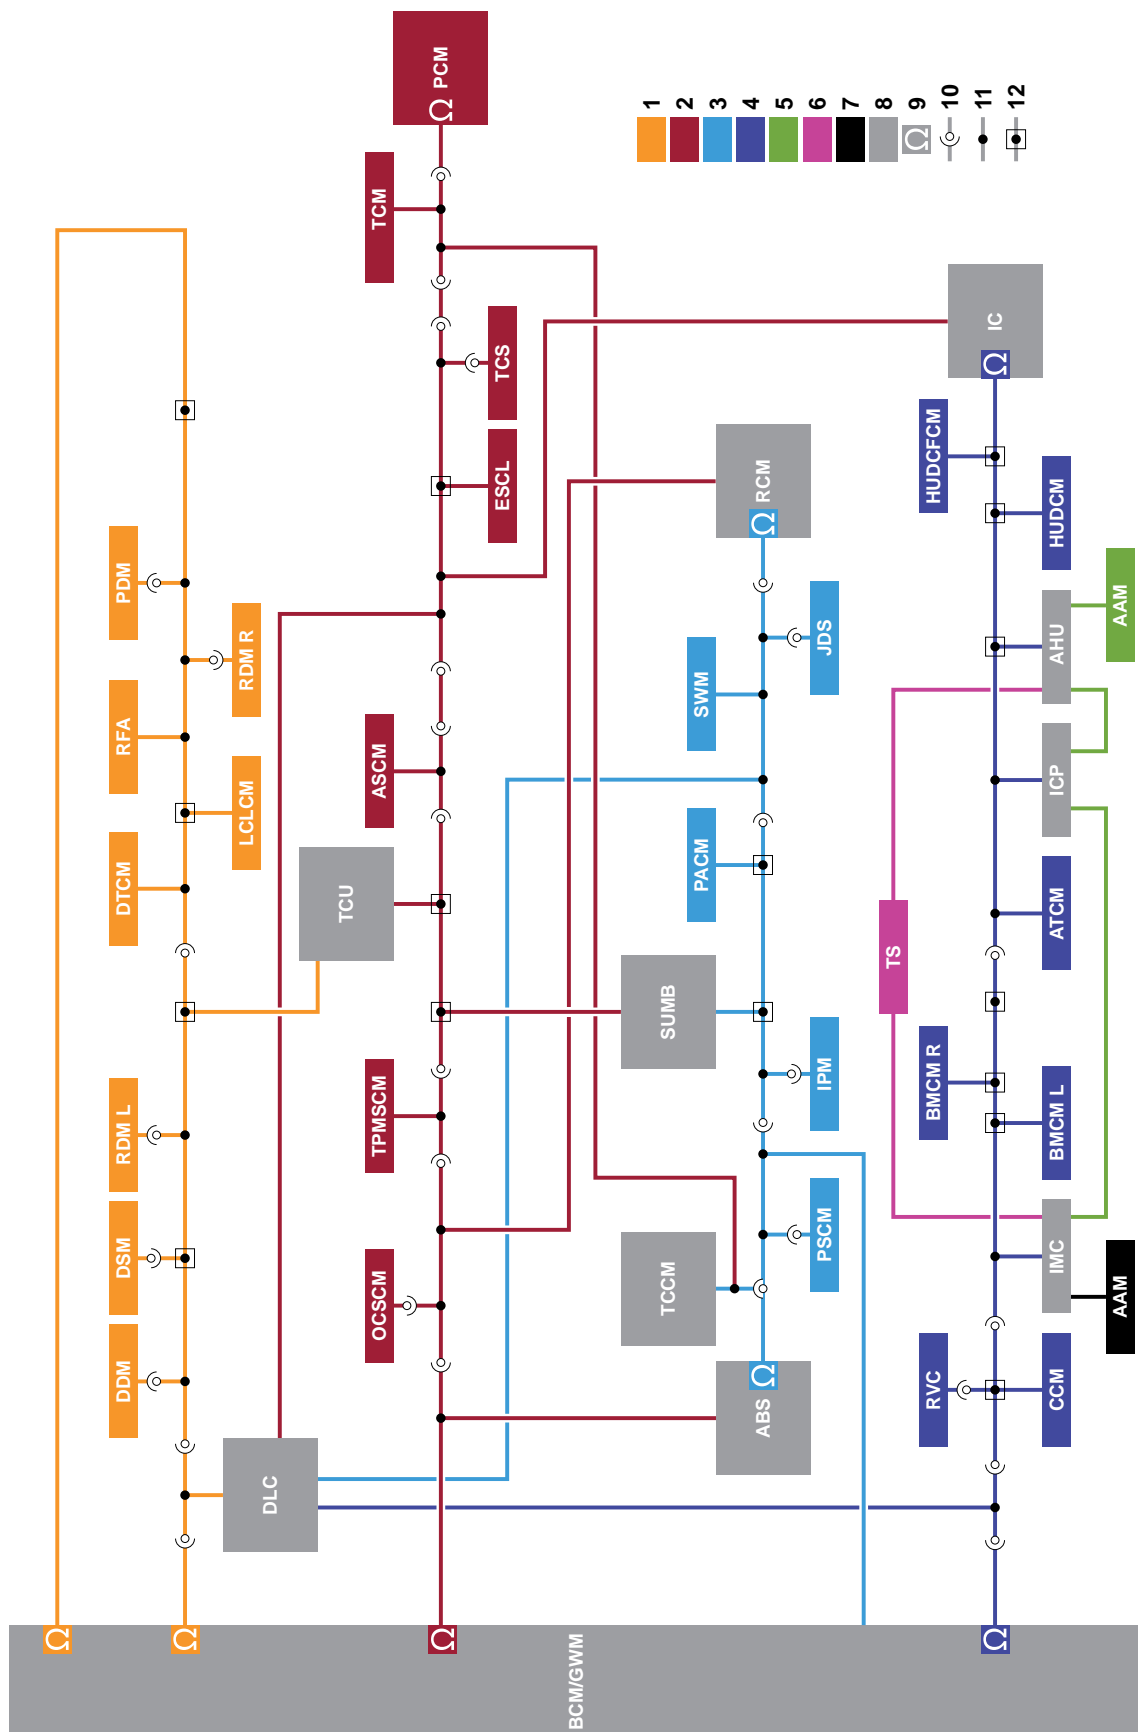 PCM
Ω
TCM
1
2
3
4
5
6
7
8
9
10
11
12
Ω
IC
Ω
TCS
ESCL
HUDCFCM
HUDCM
RCM
Ω
PDM
RDM R
RFA
LCLCM
DTCM
JDS
SWM
AHU
AAM
ASCM
ICP
TCU
PACM
ATCM
TS
SUMB
IPM
BMCM R
BMCM L
TPMSCM
RDM L
DSM
DDM
OCSCM
TCCM
PSCM
IMC
AAM
ABS
Ω
RVC
CCM
DLC
Ω
Ω
Ω
Ω
BCM/GWM